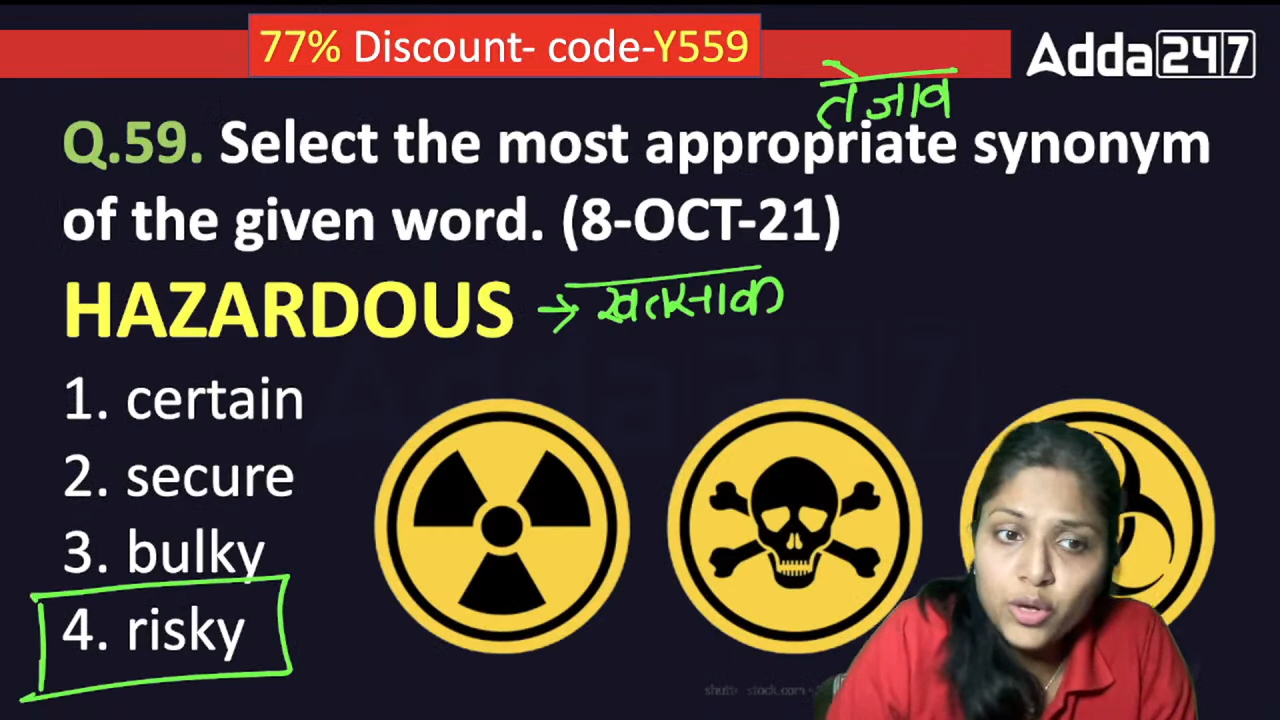 77% Discount- code-Y559
Adda247
तेजाब
Q.59. Select the most appropriate synonym
of the given word. (8-OCT-21)
HAZARDOUS → खतरनाक
1. certain
2. secure
3. bulky
4. risky